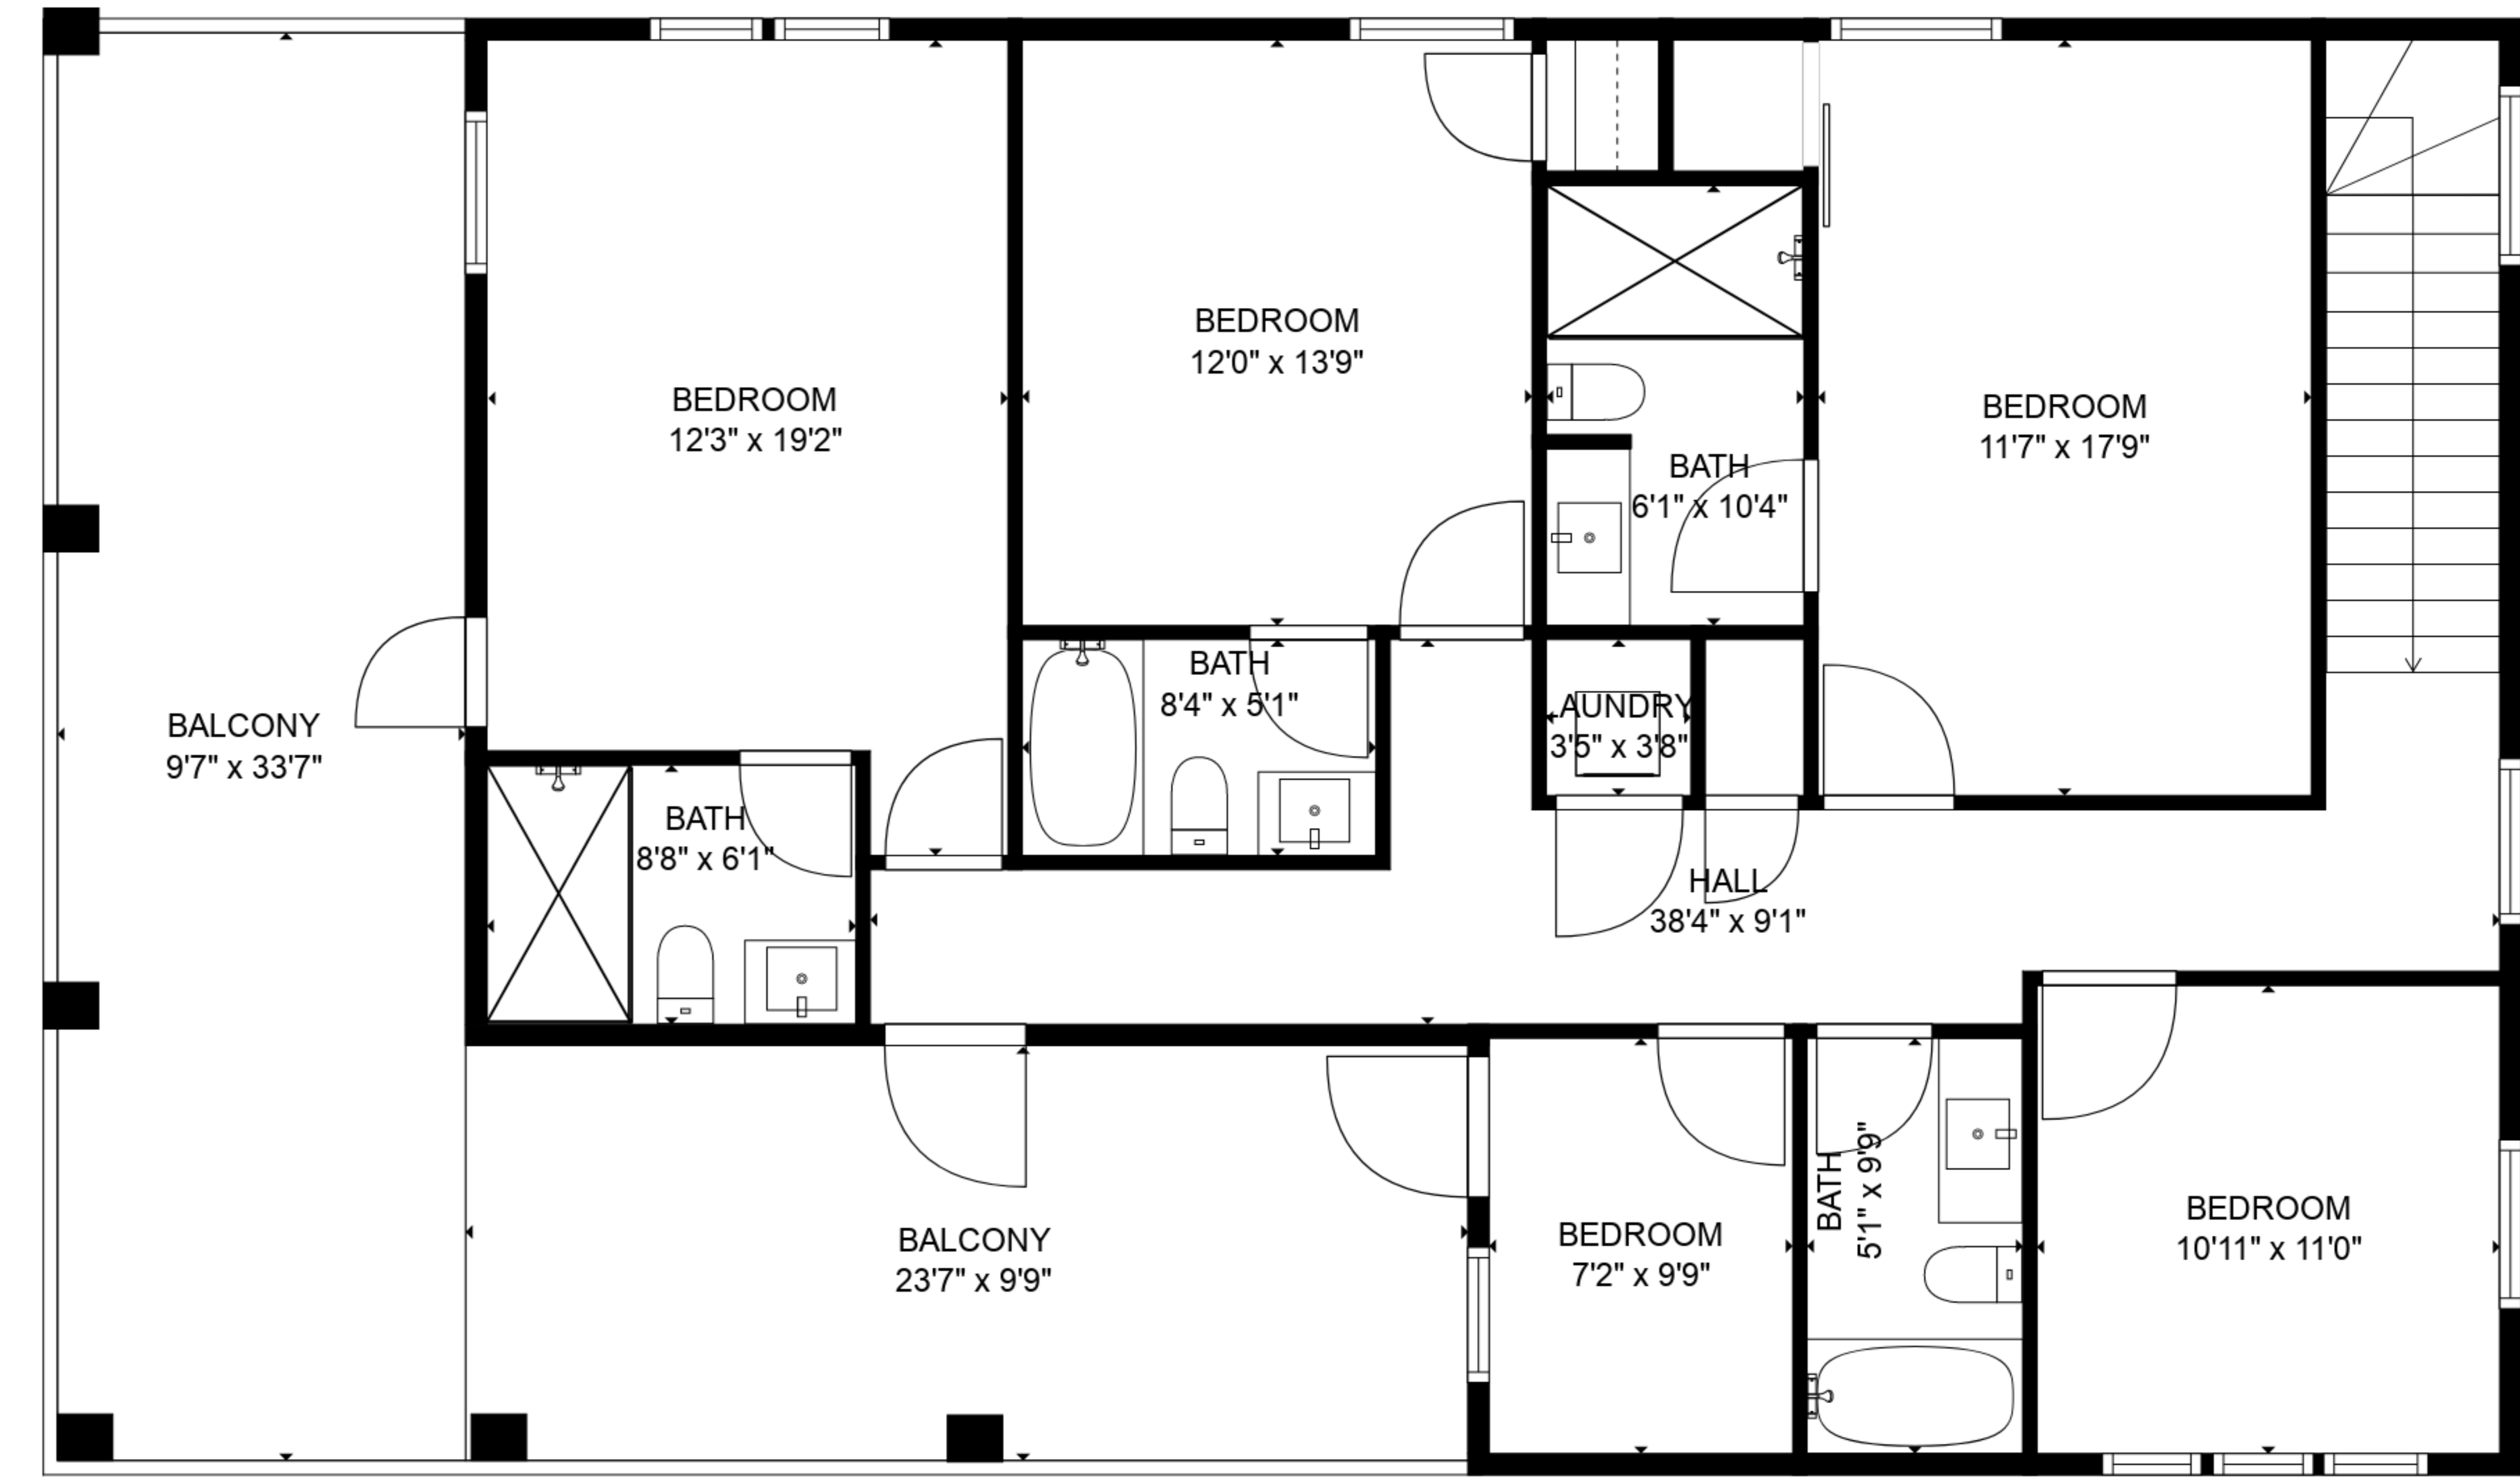 BEDROOM
12'0" x 13'9"
BEDROOM
12'3" x 19'2"
BEDROOM
11'7" x 17'9"
BATH
6'1" x 10'4"
BATH
8'4" x 5'1"
LAUNDRY
3'5" x 3'8"
BALCONY
9'7" x 33'7"
BATH
8'8" x 6'1"
HALL
38'4" x 9'1"
BATH
5'1" x 9'9"
BEDROOM
10'11" x 11'0"
BEDROOM
7'2" x 9'9"
BALCONY
23'7" x 9'9"